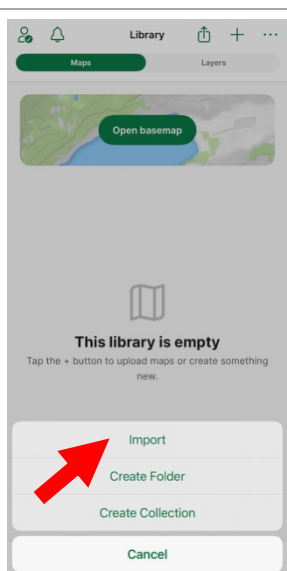 Library
Maps
Layers
Open basemap
This library is empty
Tap the + button to upload maps or create something
new.
Import
Create Folder
Create Collection
Cancel